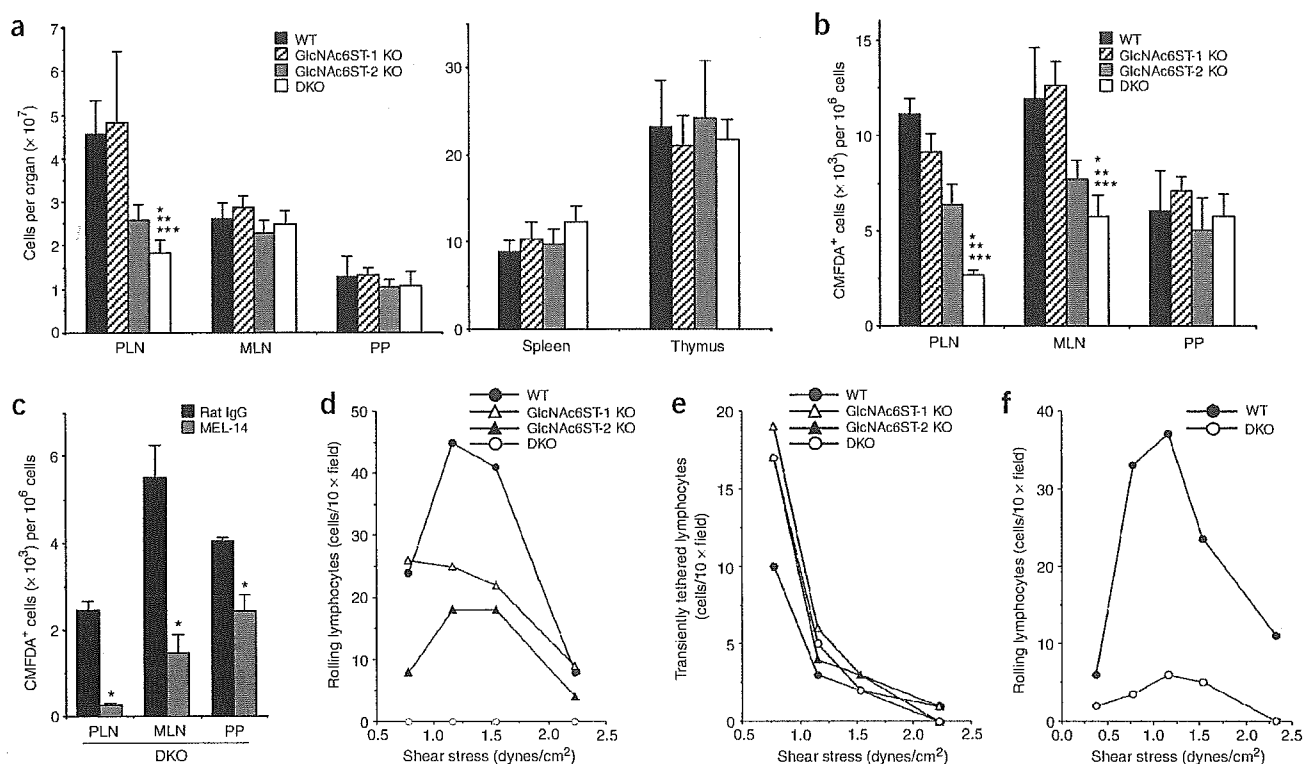 a
Cells per organ (× 10⁷)
7
6
5
4
3
2
1
0
WT
GlcNAc6ST-1 KO
GlcNAc6ST-2 KO
DKO
*
**
***
PLN
MLN
PP
30
20
10
0
Spleen
Thymus
b
CMFDA⁺ cells (× 10³) per 10⁶ cells
15
10
5
0
WT
GlcNAc6ST-1 KO
GlcNAc6ST-2 KO
DKO
*
**
***
*
**
***
PLN
MLN
PP
c
CMFDA⁺ cells (× 10³) per 10⁶ cells
6
4
2
0
Rat IgG
MEL-14
*
*
*
PLN
MLN
PP
DKO
d
Rolling lymphocytes (cells/10 × field)
50
40
30
20
10
0
WT
GlcNAc6ST-1 KO
GlcNAc6ST-2 KO
DKO
0.5
1.0
1.5
2.0
2.5
Shear stress (dynes/cm²)
e
Transiently tethered lymphocytes
(cells/10 × field)
20
15
10
5
0
WT
GlcNAc6ST-1 KO
GlcNAc6ST-2 KO
DKO
0.5
1.0
1.5
2.0
2.5
Shear stress (dynes/cm²)
f
Rolling lymphocytes (cells/10 × field)
40
30
20
10
0
WT
DKO
0.0
0.5
1.0
1.5
2.0
2.5
Shear stress (dynes/cm²)